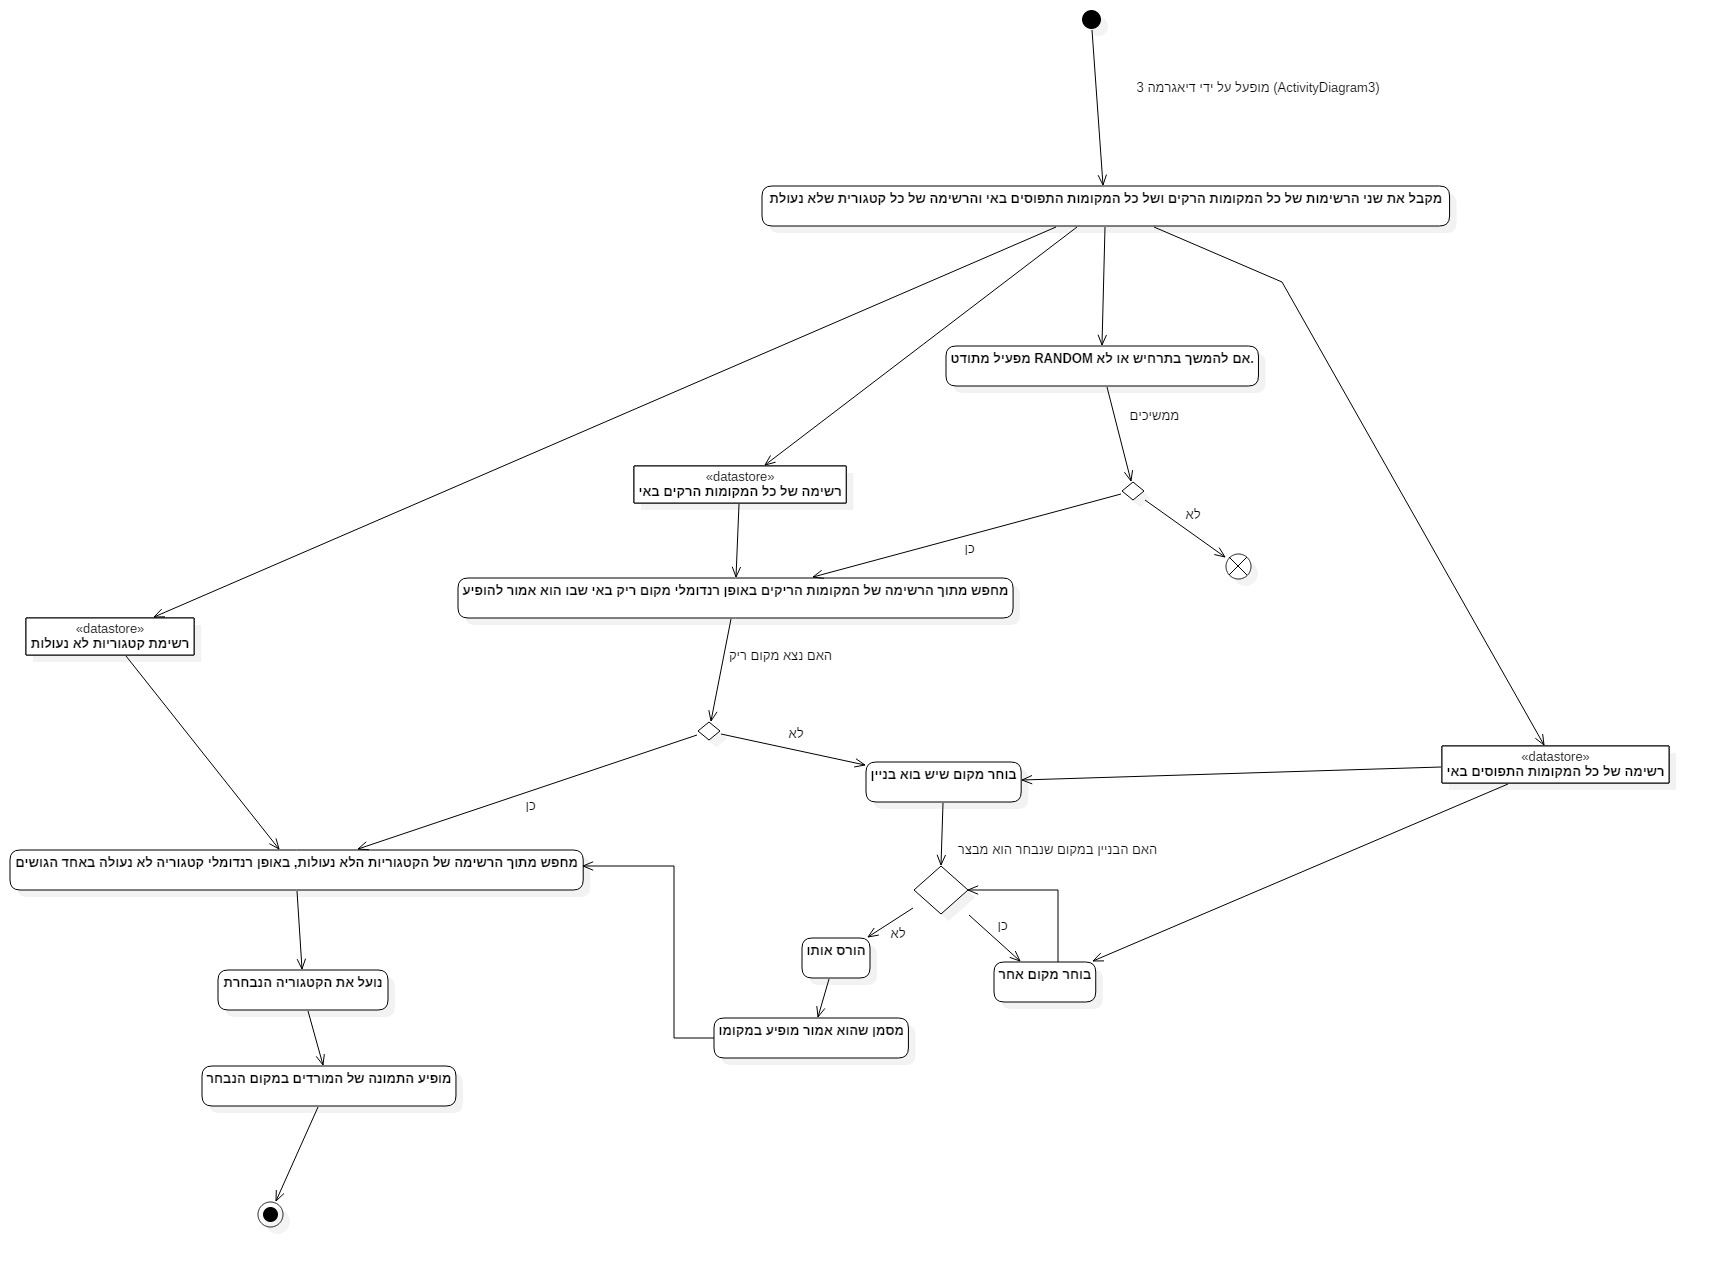 מופעל על ידי דיאגרמה 3 (ActivityDiagram3)
מקבל את שני הרשימות של כל המקומות הרקים ושל כל המקומות התפוסים באי והרשימה של כל קטגורית שלא נעולת
מפעיל מתודט RANDOM אם להמשך בתרחיש או לא.
ממשיכים
«datastore»
רשימה של כל המקומות הרקים באי
לא
כן
מחפש מתוך הרשימה של המקומות הריקים באופן רנדומלי מקום ריק באי שבו הוא אמור להופיע
«datastore»
רשימת קטגוריות לא נעולות
האם נצא מקום ריק
לא
«datastore»
רשימה של כל המקומות התפוסים באי
בוחר מקום שיש בוא בניין
כן
האם הבניין במקום שנבחר הוא מבצר
מחפש מתוך הרשימה של הקטגוריות הלא נעולות, באופן רנדומלי קטגוריה לא נעולה באחד הגושים
כן
לא
הורס אותו
בוחר מקום אחר
נועל את הקטגוריה הנבחרת
מסמן שהוא אמור מופיע במקומו
מופיע התמונה של המורדים במקום הנבחר